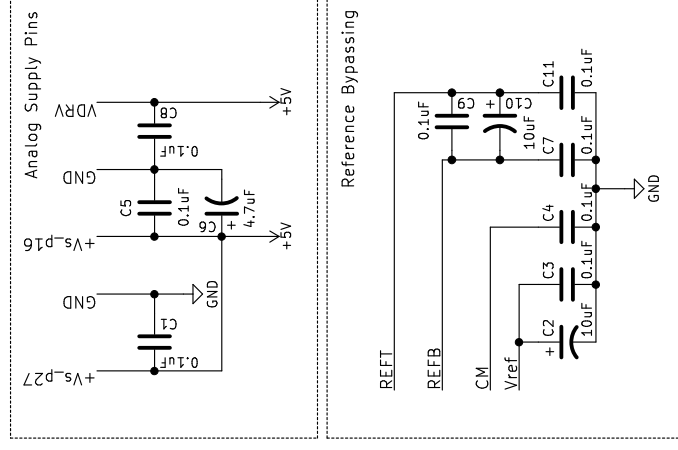 Analog Supply Pins
VDRV
+5V
C8
0.1uF
GND
C5
0.1uF
C6
+
4.7uF
+Vs_p16
+5V
GND
GND
C1
0.1uF
+Vs_p27
Reference Bypassing
C11
0.1uF
C9
0.1uF
+
C10
10uF
C7
0.1uF
GND
C4
0.1uF
C3
0.1uF
C2
+
10uF
REFT
REFB
CM
Vref